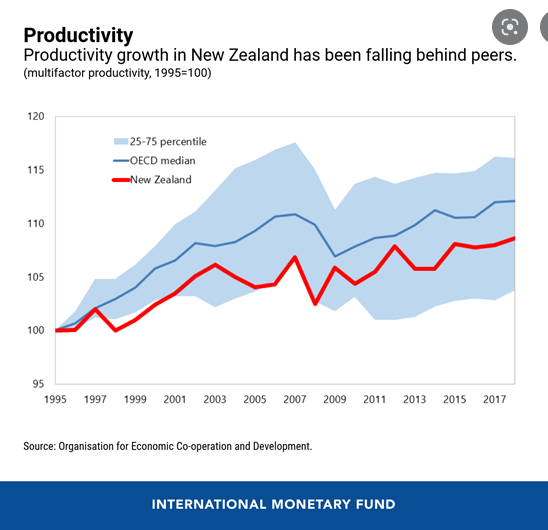 Productivity
Productivity growth in New Zealand has been falling behind peers.
(multifactor productivity, 1995=100)
120
25-75 percentile
OECD median
New Zealand
115
110
105
100
95
1995 1997 1999 2001 2003 2005 2007 2009 2011 2013 2015 2017
Source: Organisation for Economic Co-operation and Development.
INTERNATIONAL MONETARY FUND